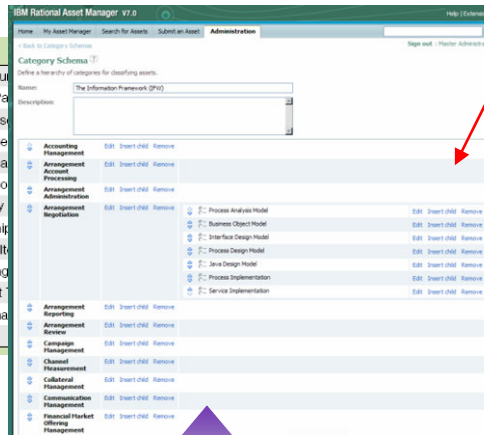 IBM Rational Asset Manager V7.0
Help | Extension
Home My Asset Manager Search for Assets Submit an Asset Administration
< Back to Category Schemas
Sign out : Master Administra
Category Schema
Define a hierarchy of categories for classifying assets.
Name: The Information Framework (IFW)
Description:
Accounting Management Edit Insert child Remove
Arrangement Account Processing Edit Insert child Remove
Arrangement Administration Edit Insert child Remove
Arrangement Negotiation Edit Insert child Remove
Process Analysis Model Edit Insert child Remove
Business Object Model Edit Insert child Remove
Interface Design Model Edit Insert child Remove
Process Design Model Edit Insert child Remove
Java Design Model Edit Insert child Remove
Process Implementation Edit Insert child Remove
Service Implementation Edit Insert child Remove
Arrangement Reporting Edit Insert child Remove
Arrangement Review Edit Insert child Remove
Campaign Management Edit Insert child Remove
Channel Measurement Edit Insert child Remove
Collateral Management Edit Insert child Remove
Communication Management Edit Insert child Remove
Financial Market Offering Management Edit Insert child Remove